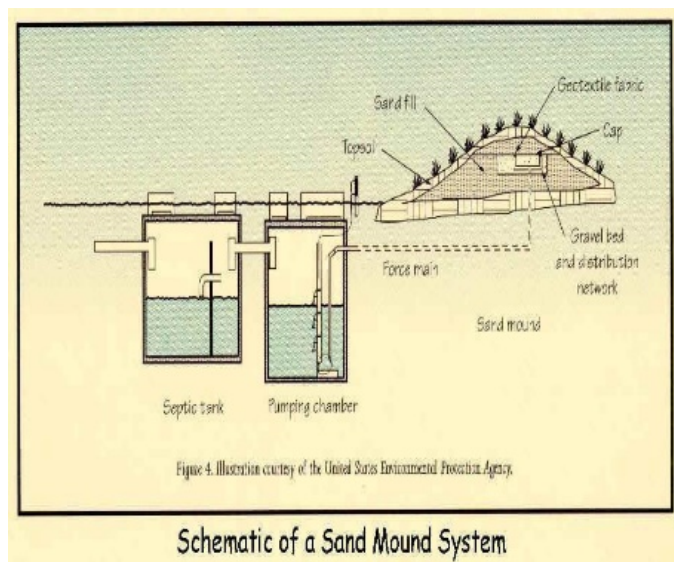 Geotextile fabric
Sand fill
Cap
Topsoil
Gravel bed
and distribution
network
Force main
Sand mound
Septic tank
Pumping chamber
Figure 4. Illustration courtesy of the United States Environmental Protection Agency.
Schematic of a Sand Mound System